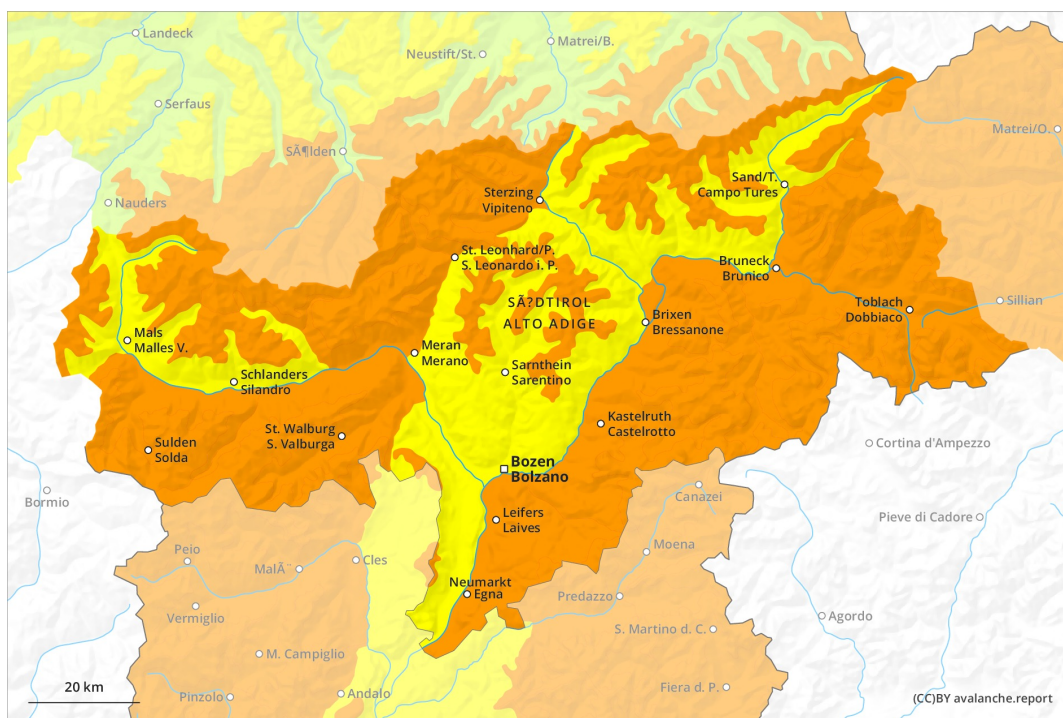 Landeck
Matrei/B.
Neustift/St.
Serfaus
Matrei/O.
SÃ¶lden
Sand/T.
Campo Tures
Sterzing
Vipiteno
Nauders
St. Leonhard/P.
S. Leonardo i. P.
Bruneck
Brunico
SÃ?DTIROL
ALTO ADIGE
Toblach
Dobbiaco
Sillian
Brixen
Bressanone
Mals
Malles V.
Meran
Merano
Schlanders
Silandro
Sarnthein
Sarentino
Kastelruth
Castelrotto
St. Walburg
S. Valburga
Sulden
Solda
Cortina d'Ampezzo
Bozen
Bolzano
Bormio
Canazei
Leifers
Laives
Pieve di Cadore
Peio
Cles
Moena
MalÃ¨
Neumarkt
Egna
Predazzo
Vermiglio
Agordo
S. Martino d. C.
M. Campiglio
20 km
Pinzolo
Andalo
Fiera d. P.
(CC)BY avalanche.report